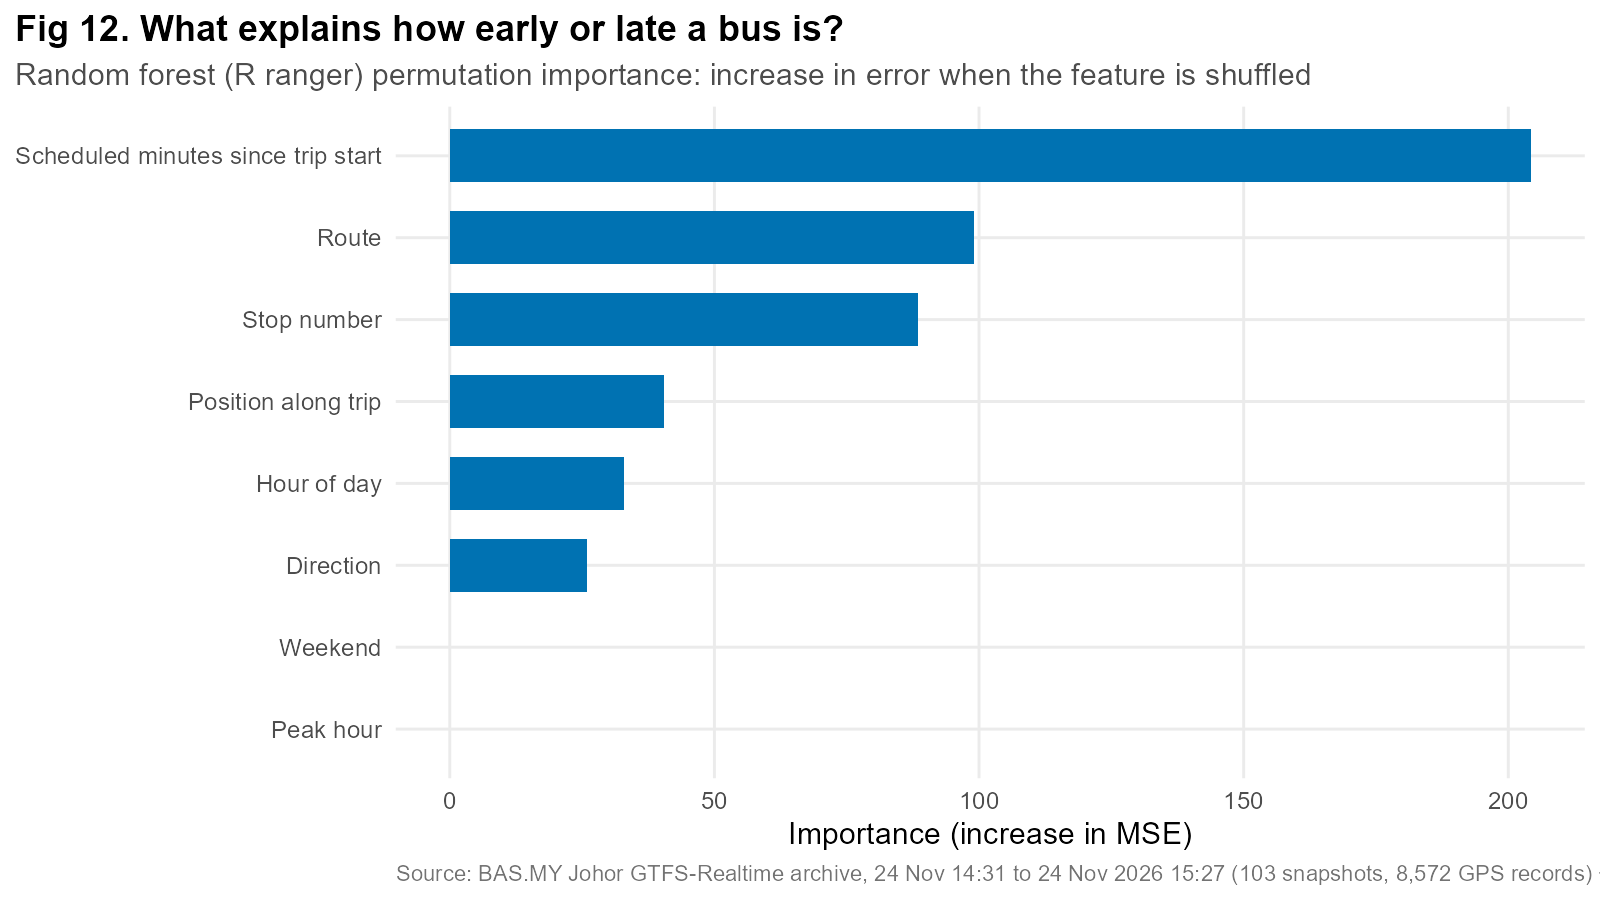 Fig 12. What explains how early or late a bus is?
Random forest (R ranger) permutation importance: increase in error when the feature is shuffled
Scheduled minutes since trip start
Route
Stop number
Position along trip
Hour of day
Direction
Weekend
Peak hour
0 50 100 150 200
Importance (increase in MSE)
Source: BAS.MY Johor GTFS-Realtime archive, 24 Nov 14:31 to 24 Nov 2026 15:27 (103 snapshots, 8,572 GPS records)